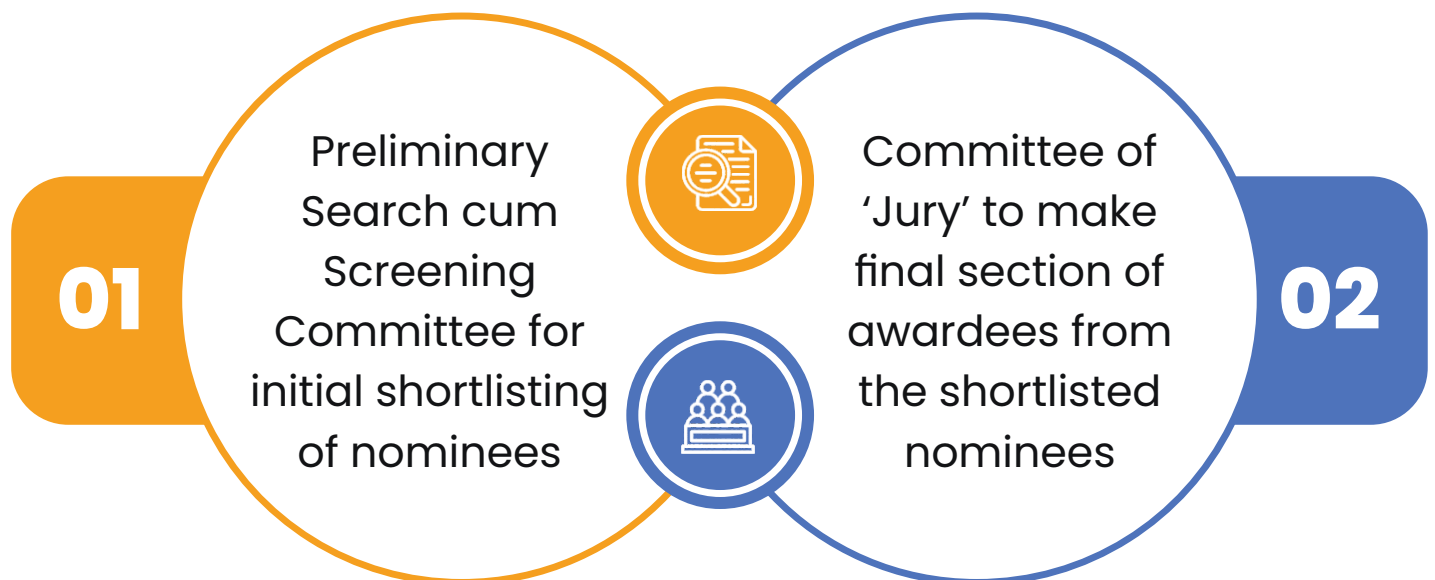 01
Preliminary
Search cum
Screening
Committee for
initial shortlisting
of nominees
Committee of
‘Jury’ to make
final section of
awardees from
the shortlisted
nominees
02